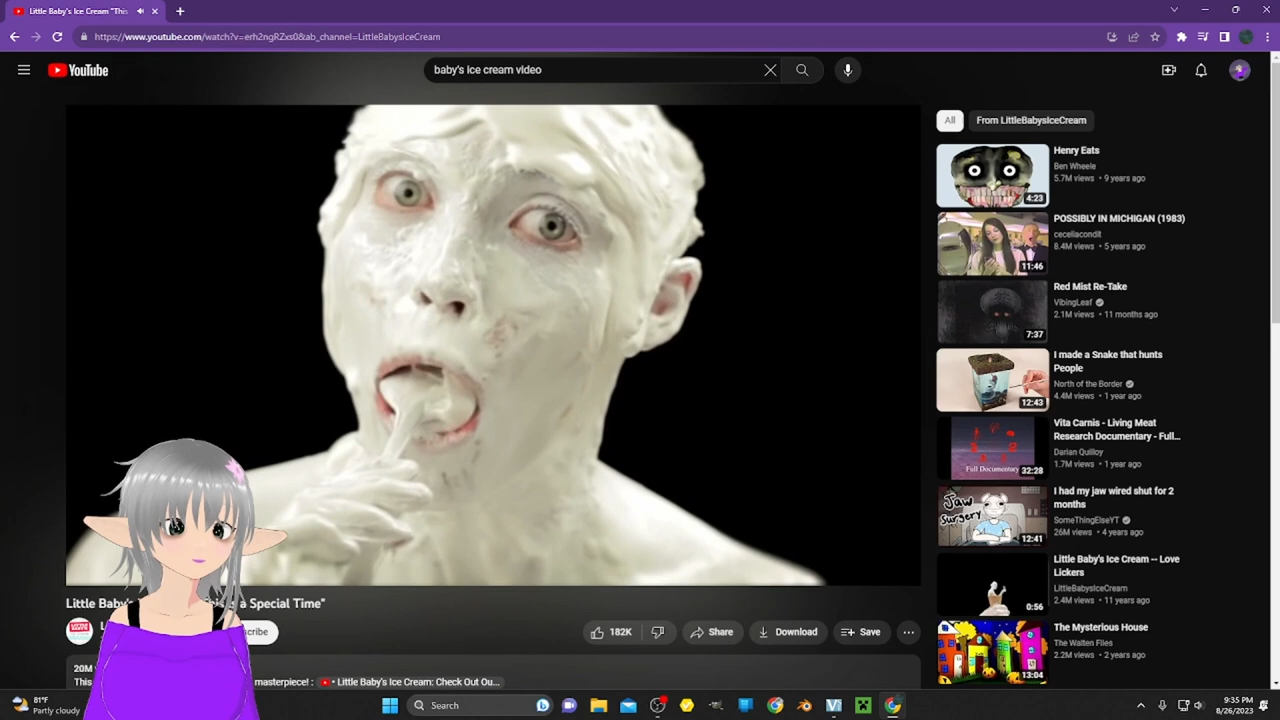 Little Baby's Ice Cream "This
https://www.youtube.com/watch?v=erh2ngRZxs0&ab_channel=LittleBabysIceCream
YouTube
baby's ice cream video
All
From LittleBabysIceCream
Henry Eats
Ben Wheele
5.7M views • 9 years ago
4:23
POSSIBLY IN MICHIGAN (1983)
ceceliacondit
8.4M views • 5 years ago
11:46
Red Mist Re-Take
VibingLeaf
2.1M views • 11 months ago
7:37
I made a Snake that hunts
People
North of the Border
4.4M views • 1 year ago
12:43
Vita Carnis - Living Meat
Research Documentary - Full...
Darian Quilloy
1.7M views • 1 year ago
Full Documentary
32:28
I had my jaw wired shut for 2
months
SomeThingElseYT
26M views • 4 years ago
Jaw
Surgery
12:41
Little Baby's Ice Cream -- Love
Lickers
LittleBabysIceCream
2.4M views • 11 years ago
0:56
The Mysterious House
The Walten Files
2.2M views • 2 years ago
13:04
Little Baby's a Special Time"
182K
Share
Download
Save
20M
This masterpiece! : • Little Baby's Ice Cream: Check Out Ou...
81°F
Partly cloudy
Search
9:35 PM
8/26/2023